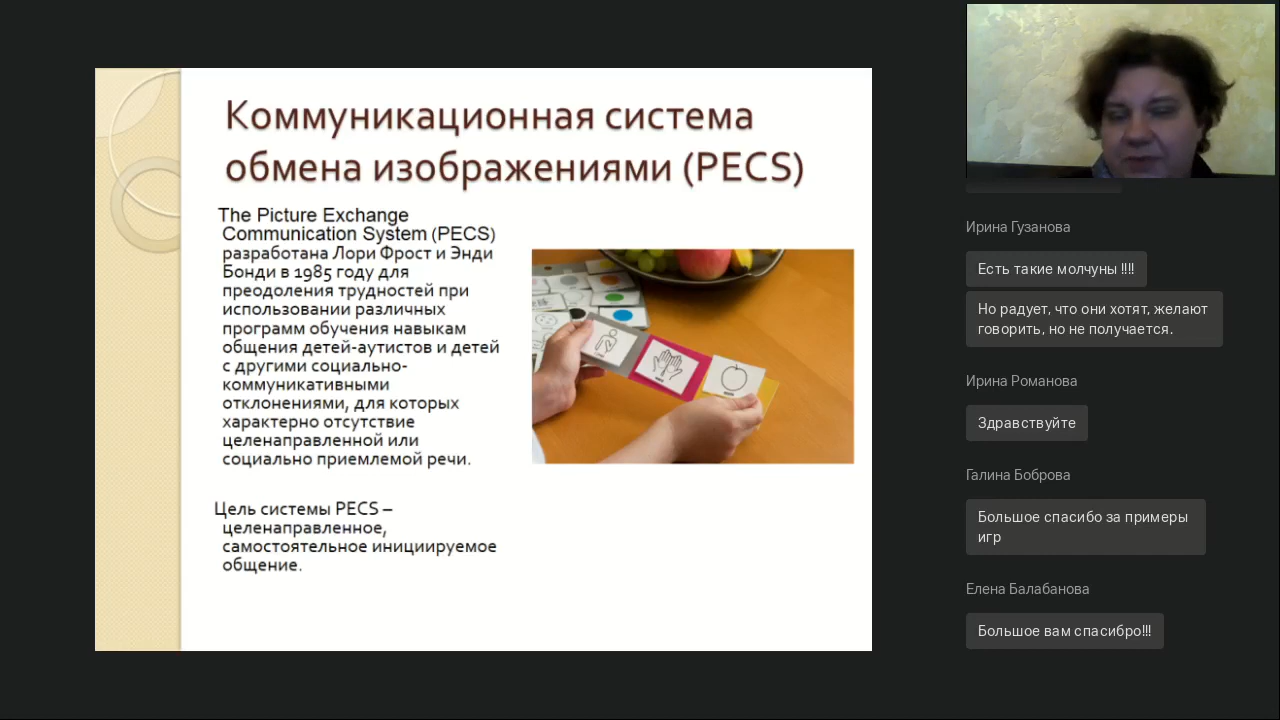 Коммуникационная система
обмена изображениями (PECS)
The Picture Exchange
Communication System (PECS)
разработана Лори Фрост и Энди
Бонди в 1985 году для
преодоления трудностей при
использовании различных
программ обучения навыкам
общения детей-аутистов и детей
с другими социально-
коммуникативными
отклонениями, для которых
характерно отсутствие
целенаправленной или
социально приемлемой речи.
Цель системы PECS –
целенаправленное,
самостоятельное инициируемое
общение.
Ирина Гузанова
Есть такие молчуны !!!!
Но радует, что они хотят, желают
говорить, но не получается.
Ирина Романова
Здравствуйте
Галина Боброва
Большое спасибо за примеры
игр
Елена Балабанова
Большое вам спасибро!!!